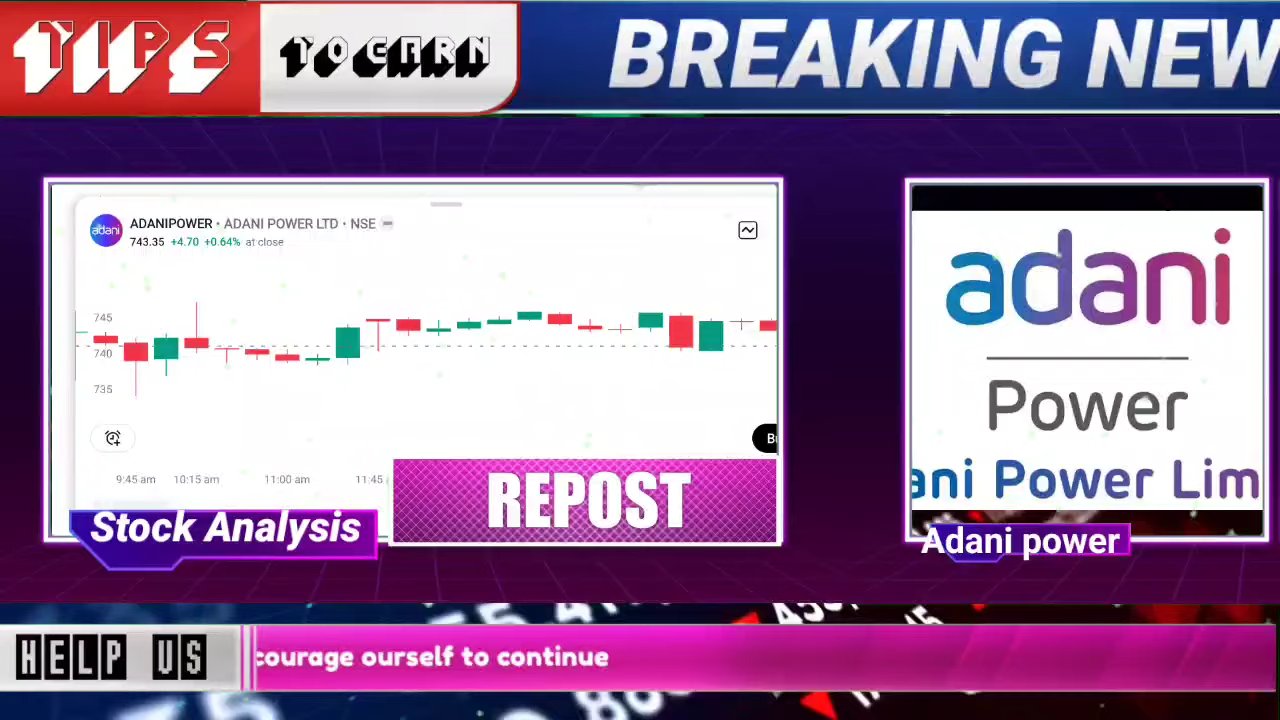 TIPS
TO EARN
BREAKING NEW
adani
ADANIPOWER • ADANI POWER LTD • NSE
743.35 +4.70 +0.64% at close
745
740
735
9:45 am 10:15 am 11:00 am 11:45
REPOST
Stock Analysis
adani
Power
ani Power Lim
Adani power
HELP US
courage ourself to continue